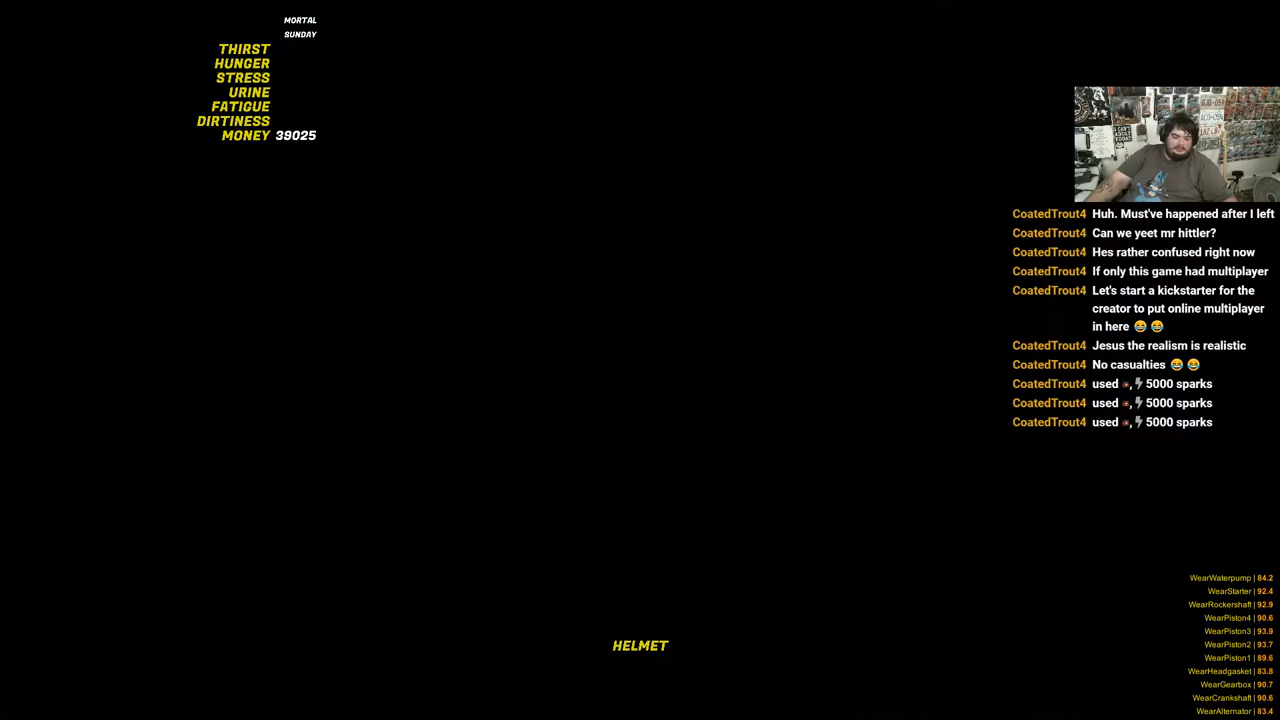 MORTAL
SUNDAY
THIRST
HUNGER
STRESS
URINE
FATIGUE
DIRTINESS
MONEY 39025
I CAN'T
ADULT
TODAY
CoatedTrout4 Huh. Must've happened after I left
CoatedTrout4 Can we yeet mr hittler?
CoatedTrout4 Hes rather confused right now
CoatedTrout4 If only this game had multiplayer
CoatedTrout4 Let's start a kickstarter for the
creator to put online multiplayer
in here 😂 😂
CoatedTrout4 Jesus the realism is realistic
CoatedTrout4 No casualties 😂 😂
CoatedTrout4 used , 5000 sparks
CoatedTrout4 used , 5000 sparks
CoatedTrout4 used , 5000 sparks
HELMET
WearWaterpump | 84.2
WearStarter | 92.4
WearRockershaft | 92.9
WearPiston4 | 90.6
WearPiston3 | 93.9
WearPiston2 | 93.7
WearPiston1 | 89.6
WearHeadgasket | 83.8
WearGearbox | 90.7
WearCrankshaft | 90.6
WearAlternator | 83.4